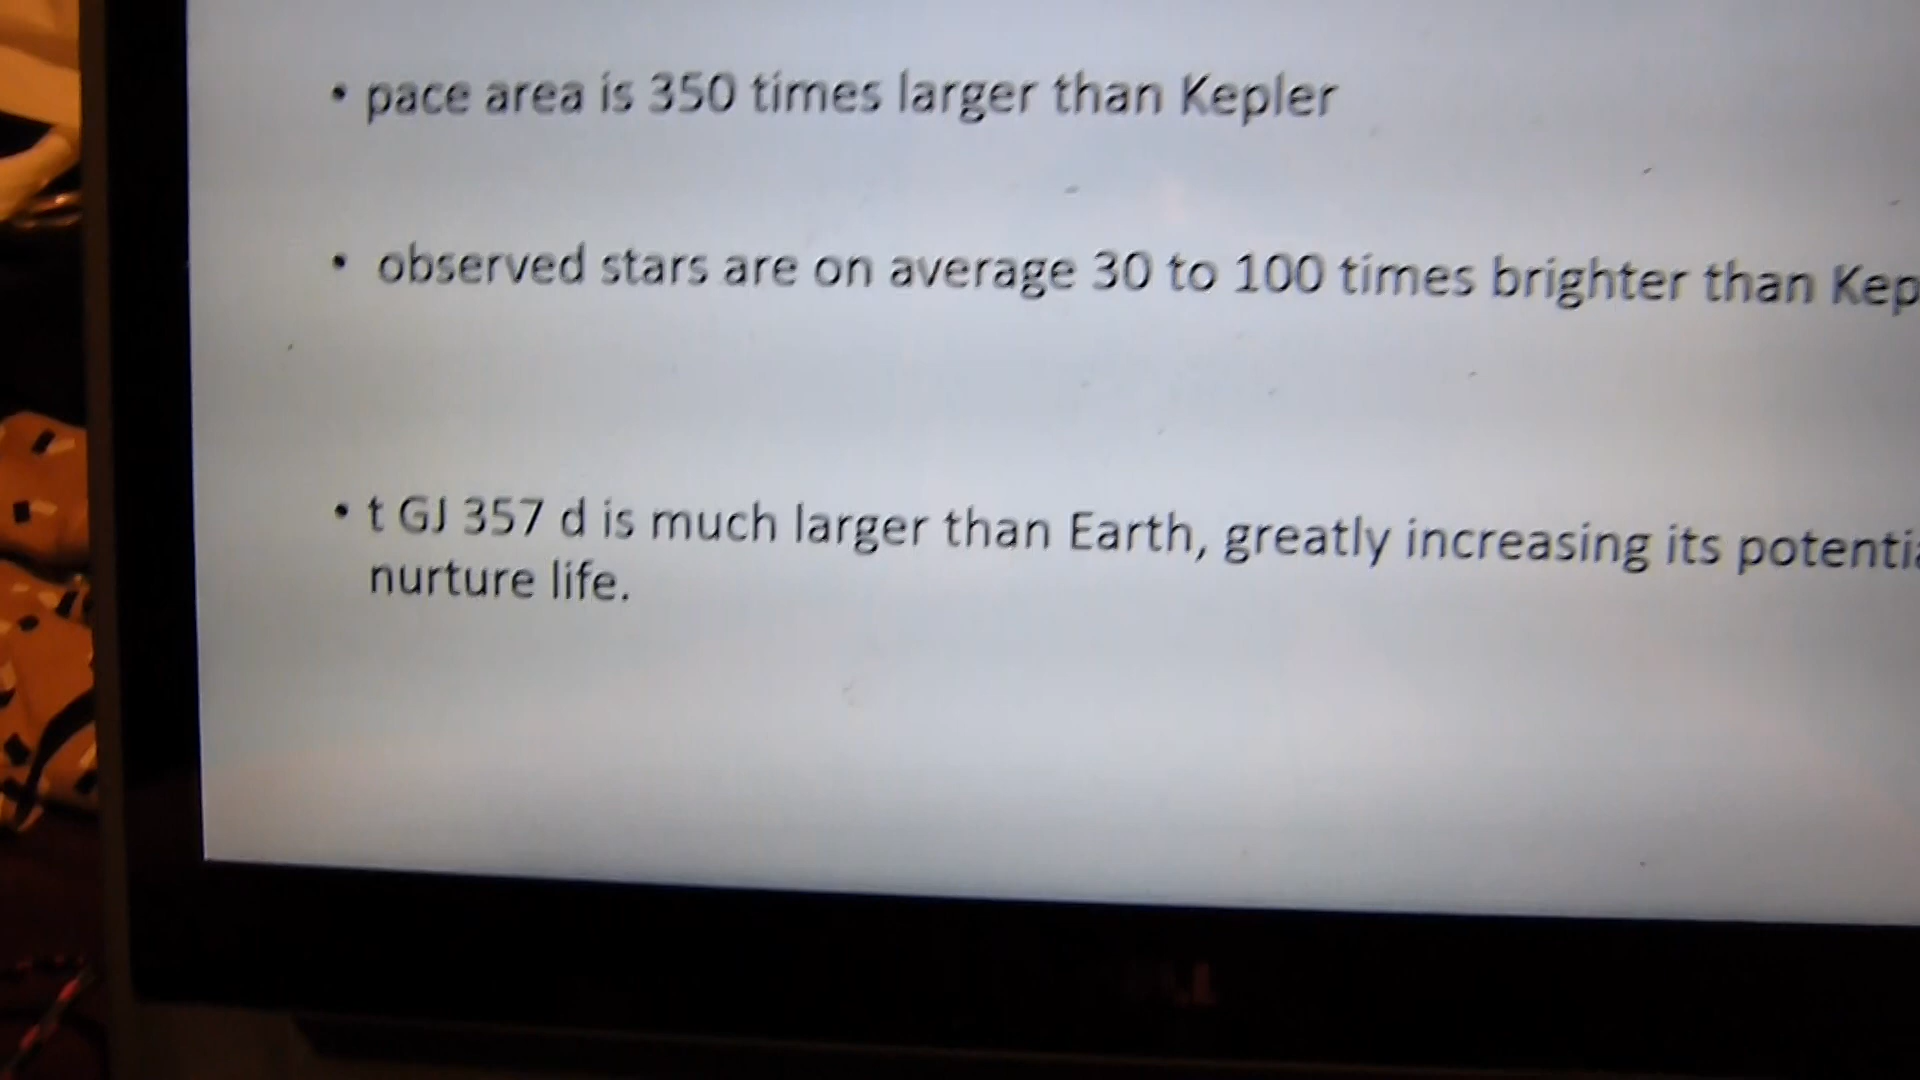 • pace area is 350 times larger than Kepler
• observed stars are on average 30 to 100 times brighter than Kep
• t GJ 357 d is much larger than Earth, greatly increasing its potentia
nurture life.